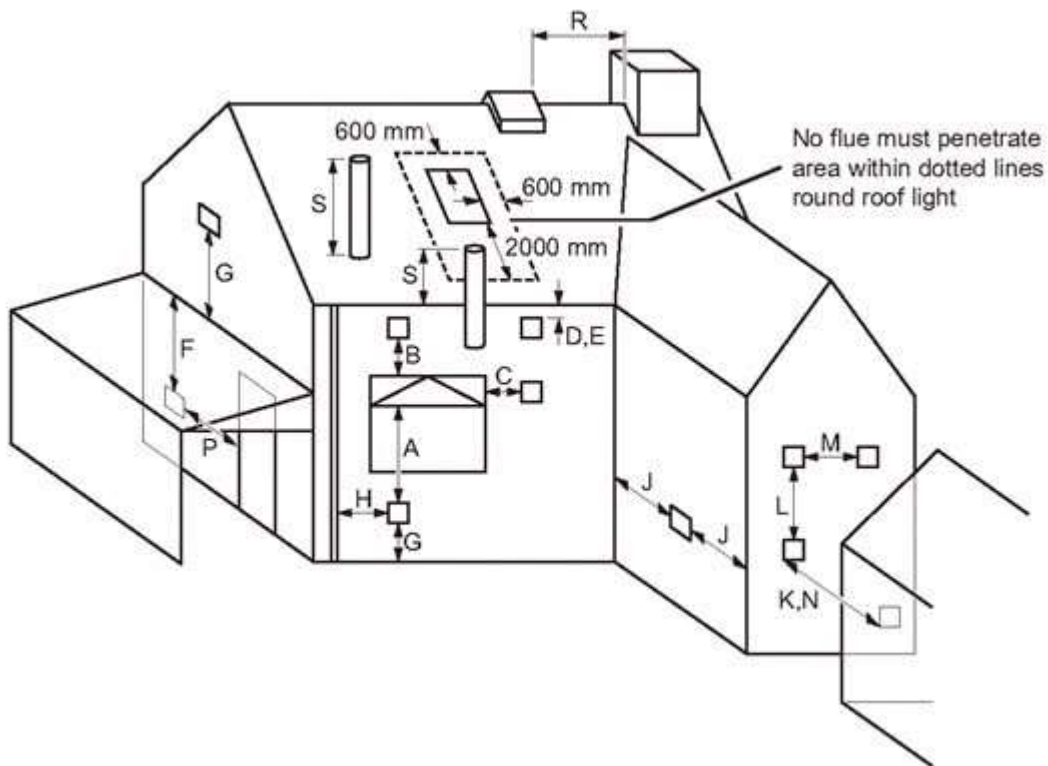 R
600 mm
No flue must penetrate
area within dotted lines
round roof light
600 mm
S
2000 mm
G
S
F
D,E
B
C
P
A
M
H
J
L
J
G
K,N